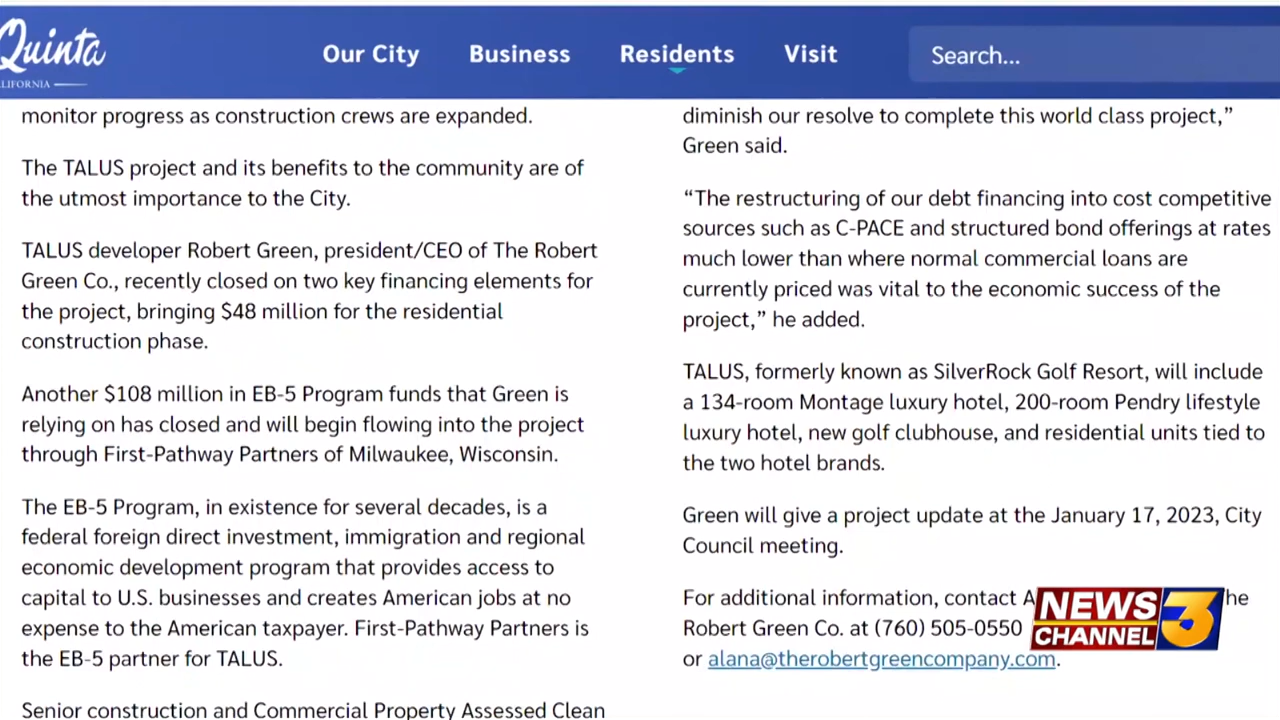 Quinta
Our City Business Residents Visit Search...
monitor progress as construction crews are expanded.
The TALUS project and its benefits to the community are of
the utmost importance to the City.
TALUS developer Robert Green, president/CEO of The Robert
Green Co., recently closed on two key financing elements for
the project, bringing $48 million for the residential
construction phase.
Another $108 million in EB-5 Program funds that Green is
relying on has closed and will begin flowing into the project
through First-Pathway Partners of Milwaukee, Wisconsin.
The EB-5 Program, in existence for several decades, is a
federal foreign direct investment, immigration and regional
economic development program that provides access to
capital to U.S. businesses and creates American jobs at no
expense to the American taxpayer. First-Pathway Partners is
the EB-5 partner for TALUS.
Senior construction and Commercial Property Assessed Clean
diminish our resolve to complete this world class project,”
Green said.
“The restructuring of our debt financing into cost competitive
sources such as C-PACE and structured bond offerings at rates
much lower than where normal commercial loans are
currently priced was vital to the economic success of the
project,” he added.
TALUS, formerly known as SilverRock Golf Resort, will include
a 134-room Montage luxury hotel, 200-room Pendry lifestyle
luxury hotel, new golf clubhouse, and residential units tied to
the two hotel brands.
Green will give a project update at the January 17, 2023, City
Council meeting.
For additional information, contact A
Robert Green Co. at (760) 505-0550
or alana@therobertgreencompany.com.
NEWS
CHANNEL 3